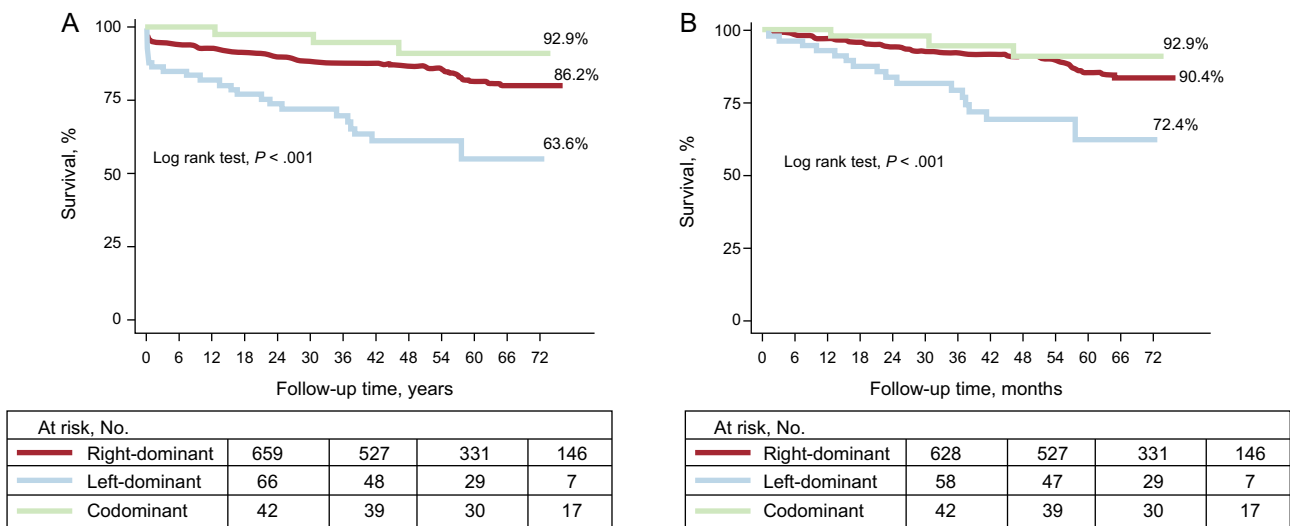 A
100
75
50
25
0
Survival, %
92.9%
86.2%
63.6%
Log rank test, P < .001
0 6 12 18 24 30 36 42 48 54 60 66 72
Follow-up time, years
At risk, No.
Right-dominant 659 527 331 146
Left-dominant 66 48 29 7
Codominant 42 39 30 17
B
100
75
50
25
0
Survival, %
92.9%
90.4%
72.4%
Log rank test, P < .001
0 6 12 18 24 30 36 42 48 54 60 66 72
Follow-up time, months
At risk, No.
Right-dominant 628 527 331 146
Left-dominant 58 47 29 7
Codominant 42 39 30 17